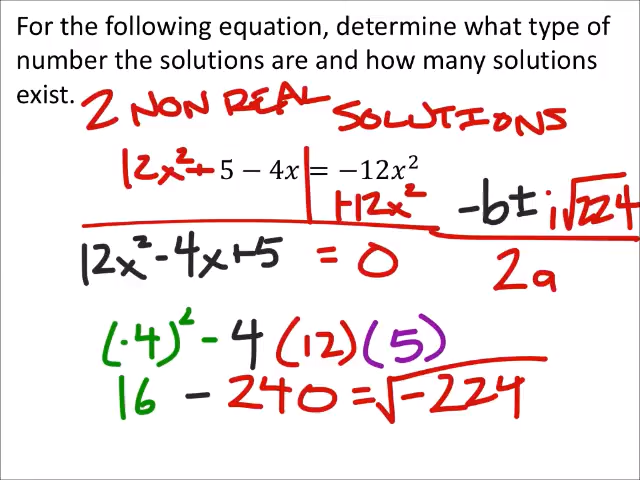 For the following equation, determine what type of
number the solutions are and how many solutions
exist. 2 NON REAL SOLUTIONS
12x² + 5 − 4x = −12x²
+12x²
-b ± i√224
2a
12x² - 4x + 5 = 0
(-4)² - 4 (12) (5)
16 - 240 = √-224